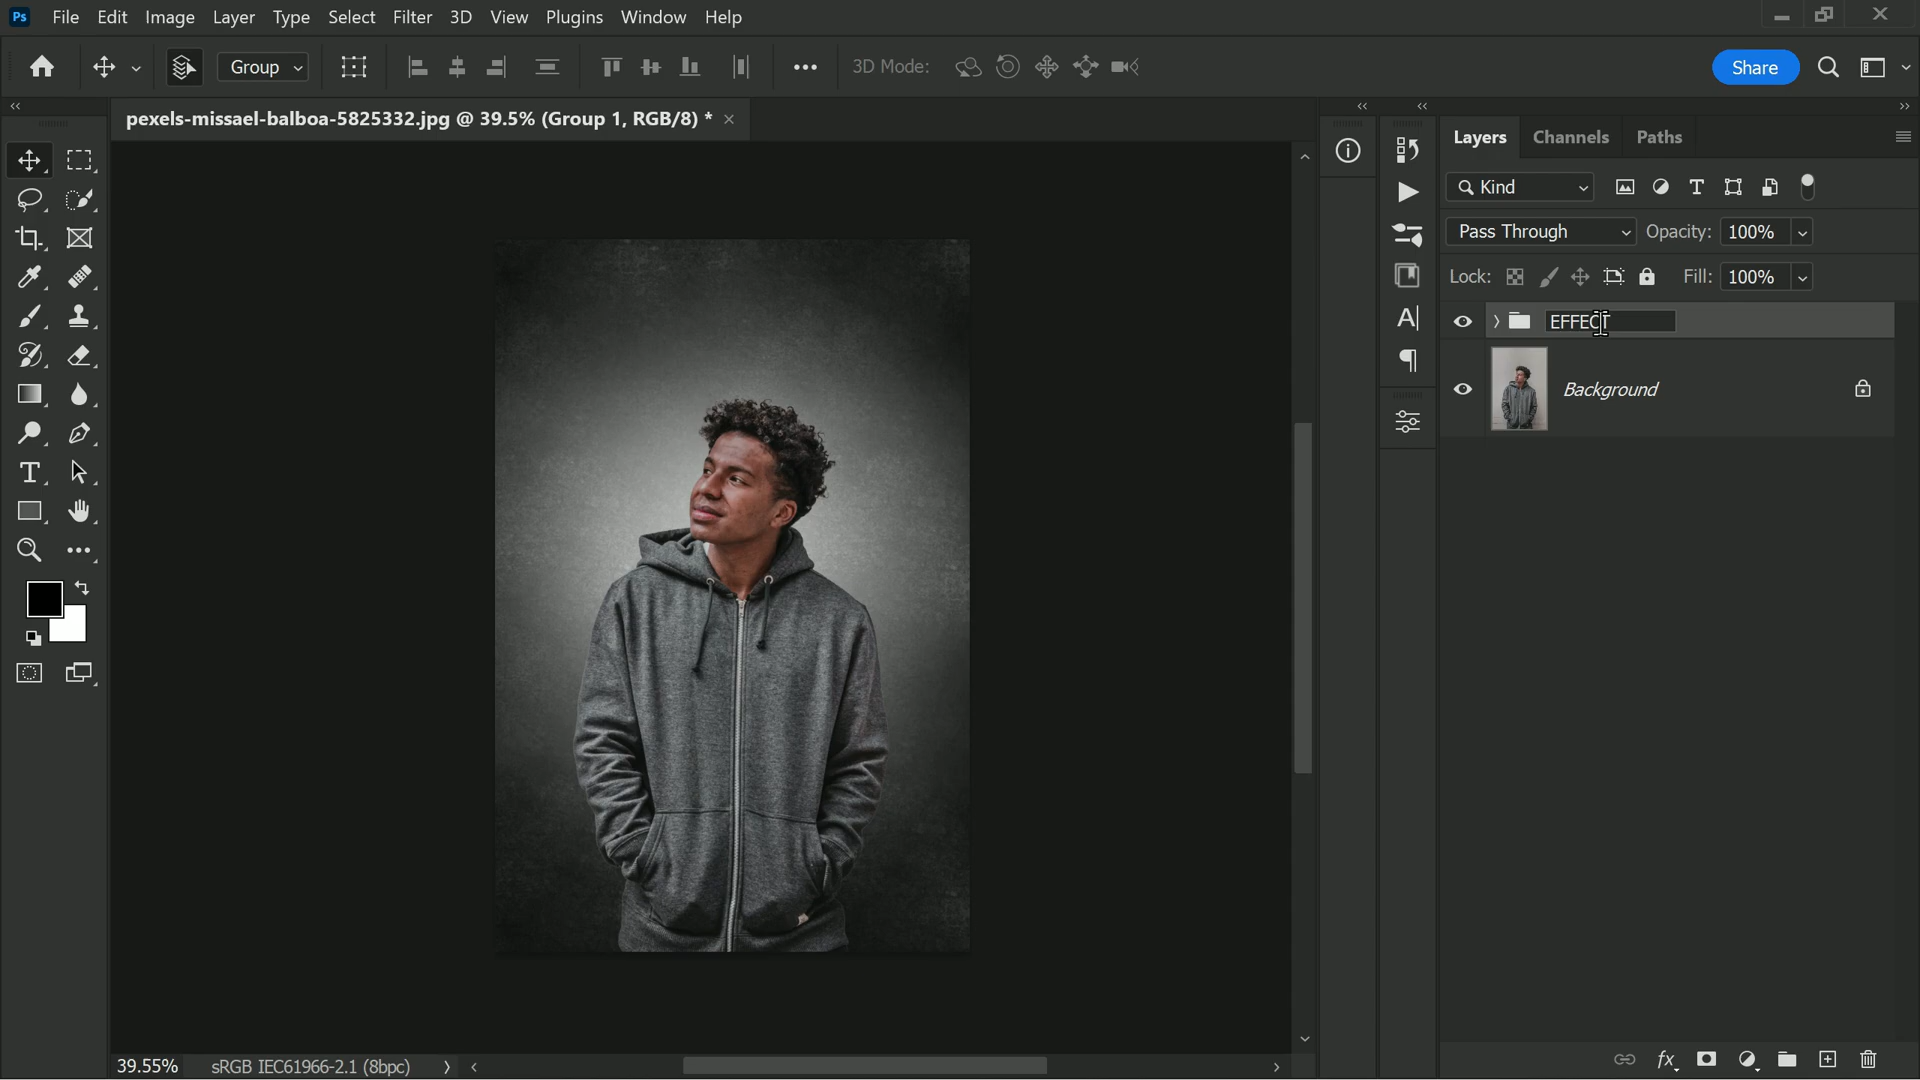 Ps File Edit Image Layer Type Select Filter 3D View Plugins Window Help
Group 3D Mode: Share
pexels-missael-balboa-5825332.jpg @ 39.5% (Group 1, RGB/8) *
Layers Channels Paths
Kind
Pass Through Opacity: 100%
Lock: Fill: 100%
EFFECT
Background
39.55% sRGB IEC61966-2.1 (8bpc)